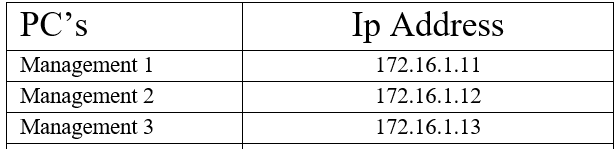 PC’s Ip Address
Management 1 172.16.1.11
Management 2 172.16.1.12
Management 3 172.16.1.13